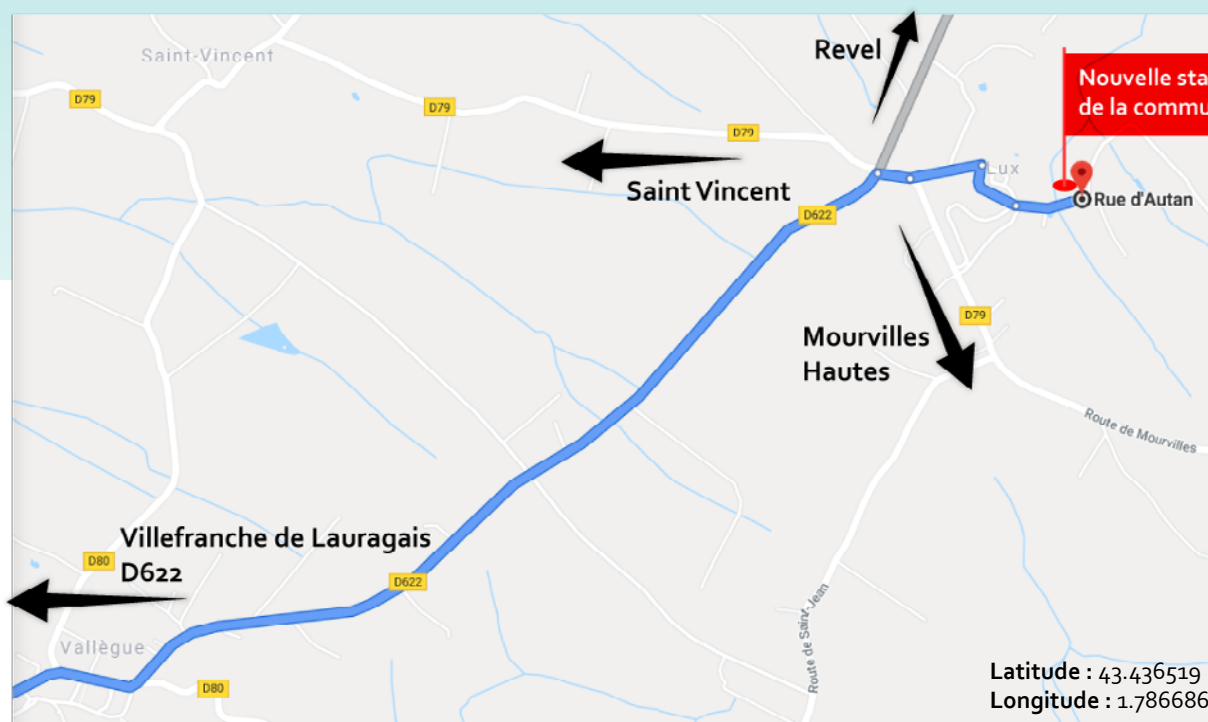 Revel
Nouvelle sta
de la commu
Saint-Vincent
D79
D79
D79
Saint Vincent
Lux
Rue d'Autan
D622
D79
Mourvilles
Hautes
Route de Mourvilles
Villefranche de Lauragais
D622
D80
D622
Vallègue
D80
Route de Saint-Jean
Latitude : 43.436519
Longitude : 1.786686